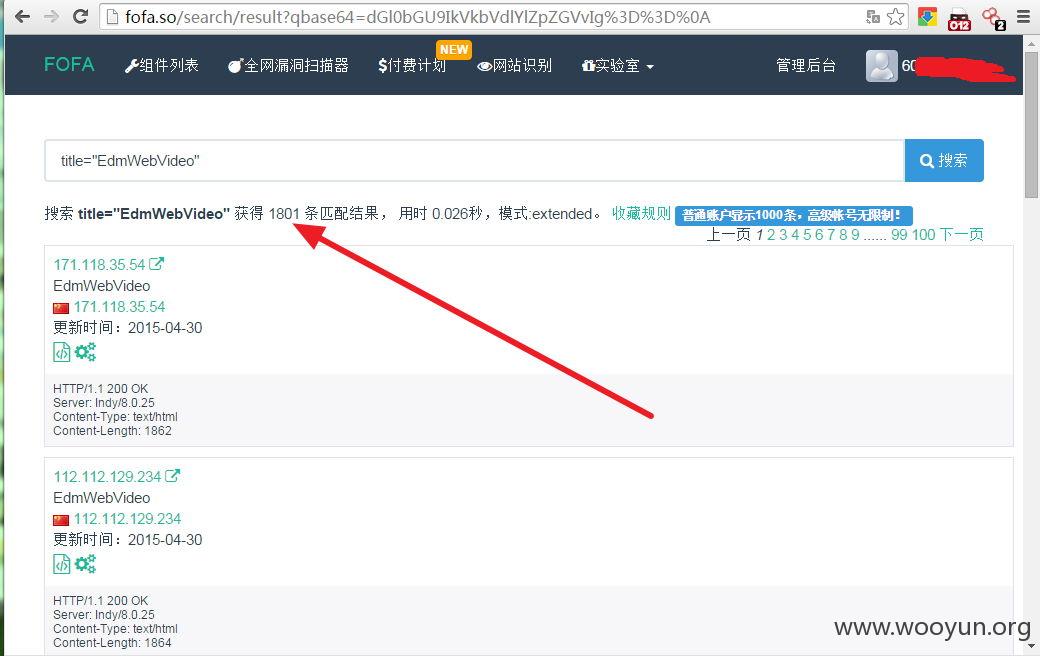 fofa.so/search/result?qbase64=dGl0bGU9IkVkbVdlYlZpZGVvIg%3D%3D%0A
012
2
FOFA 组件列表 全网漏洞扫描器 $付费计划 NEW 网站识别 实验室 管理后台 60
title="EdmWebVideo" 搜索
搜索 title="EdmWebVideo" 获得 1801 条匹配结果， 用时 0.026秒，模式:extended。 收藏规则 普通账户显示1000条，高级帐号无限制！
上一页 1 2 3 4 5 6 7 8 9 ...... 99 100 下一页
171.118.35.54
EdmWebVideo
171.118.35.54
更新时间：2015-04-30
HTTP/1.1 200 OK
Server: Indy/8.0.25
Content-Type: text/html
Content-Length: 1862
112.112.129.234
EdmWebVideo
112.112.129.234
更新时间：2015-04-30
HTTP/1.1 200 OK
Server: Indy/8.0.25
Content-Type: text/html
Content-Length: 1864
www.wooyun.org